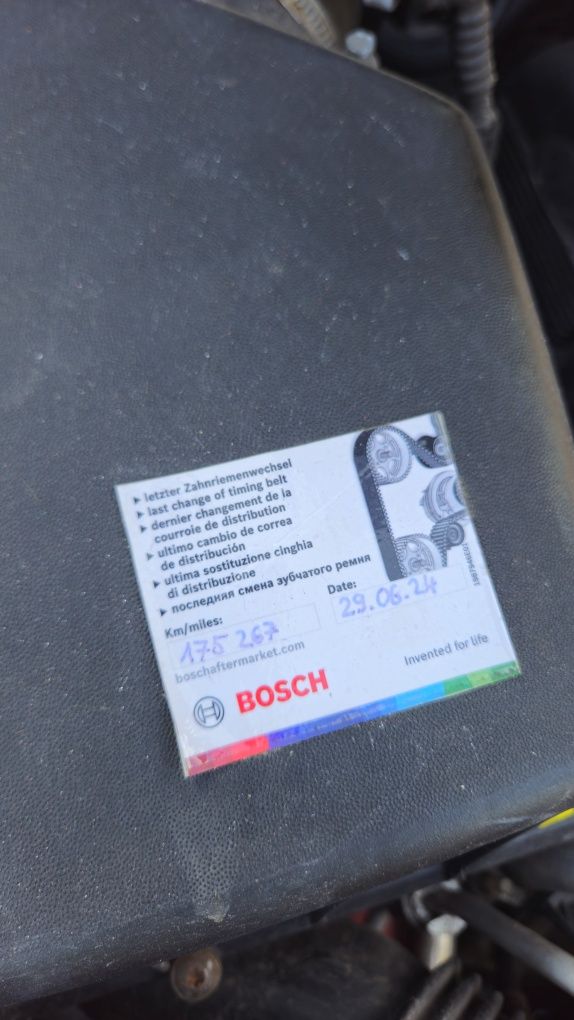 ▸ letzter Zahnriemenwechsel
▸ last change of timing belt
▸ dernier changement de la
courroie de distribution
▸ ultimo cambio de correa
de distribución
▸ ultima sostituzione cinghia
di distribuzione
▸ последняя смена зубчатого ремня
Km/miles:
Date:
175 267
29.06.24
boschaftermarket.com
Invented for life
BOSCH